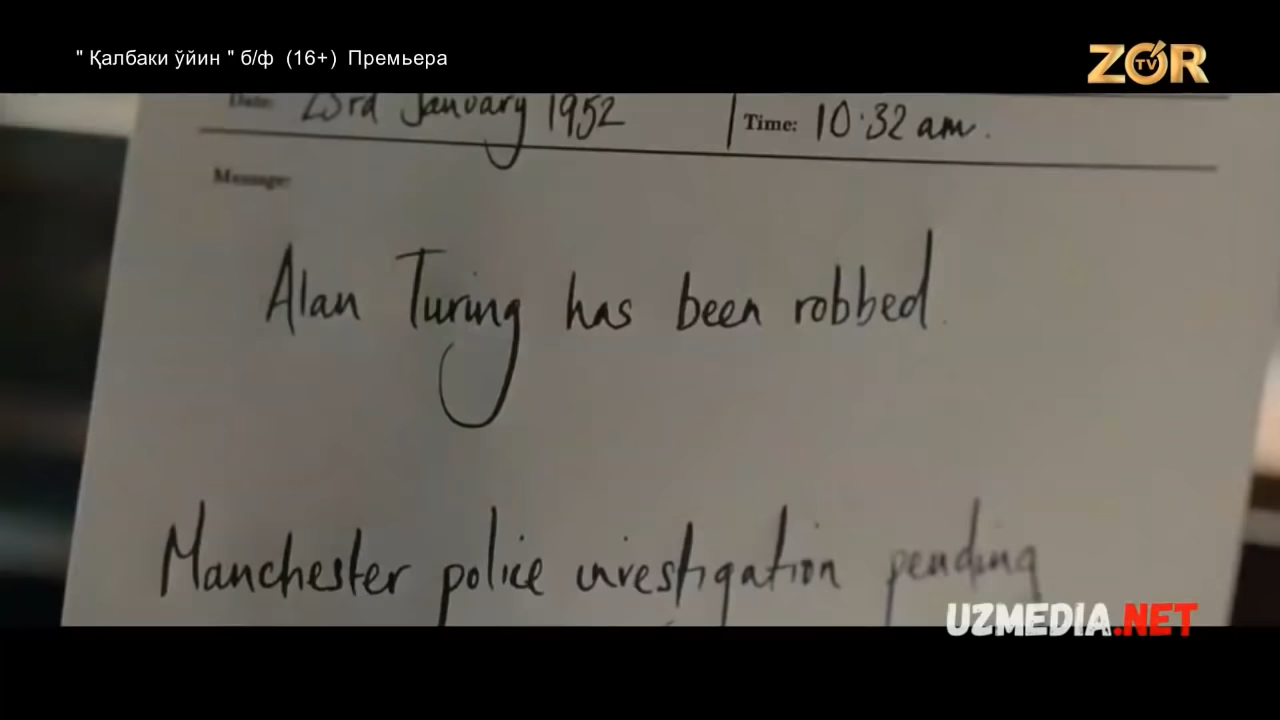 " Қалбаки ўйин " б/ф (16+) Премьера
ZOR TV
Date: 23rd January 1952 Time: 10:32 am.
Message:
Alan Turing has been robbed.
Manchester police investigation pending
UZMEDIA.NET